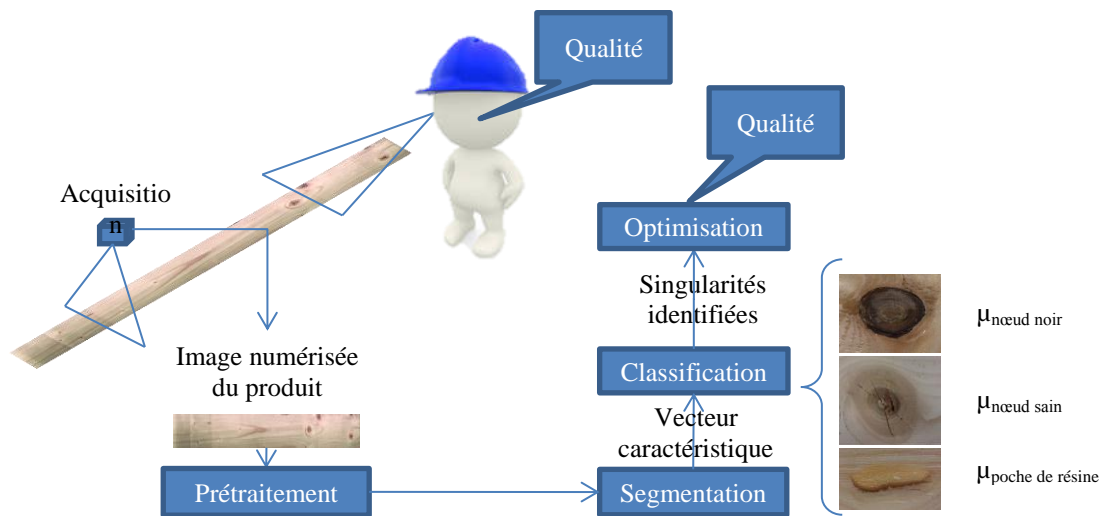 Qualité
Qualité
Acquisitio
n
Optimisation
Singularités
identifiées
μnœud noir
Image numérisée
du produit
Classification
μnœud sain
Vecteur
caractéristique
Prétraitement
Segmentation
μpoche de résine